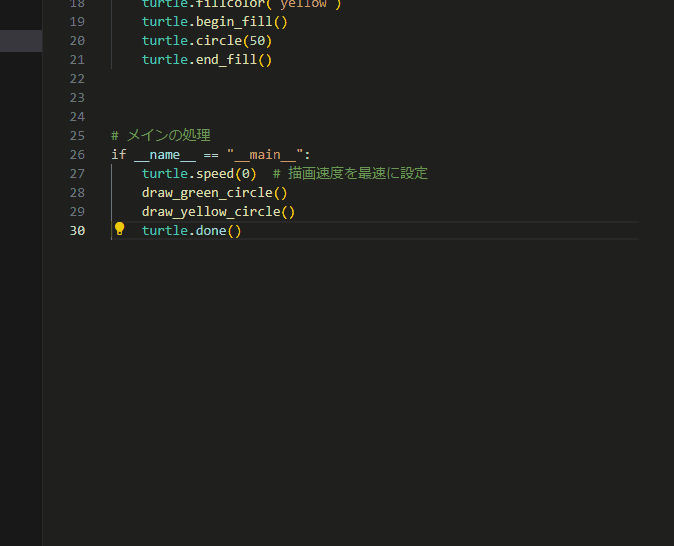 18 turtle.fillcolor("yellow")
19 turtle.begin_fill()
20 turtle.circle(50)
21 turtle.end_fill()
22
23
24
25 # メインの処理
26 if __name__ == "__main__":
27 turtle.speed(0)  # 描画速度を最速に設定
28 draw_green_circle()
29 draw_yellow_circle()
30 turtle.done()